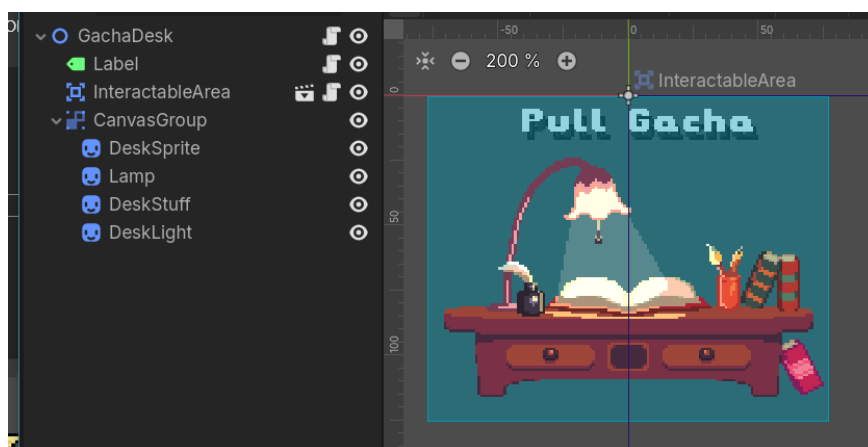 GachaDesk
Label
InteractableArea
CanvasGroup
DeskSprite
Lamp
DeskStuff
DeskLight
-50 0 50
200 %
InteractableArea
0
Pull Gacha
50
100